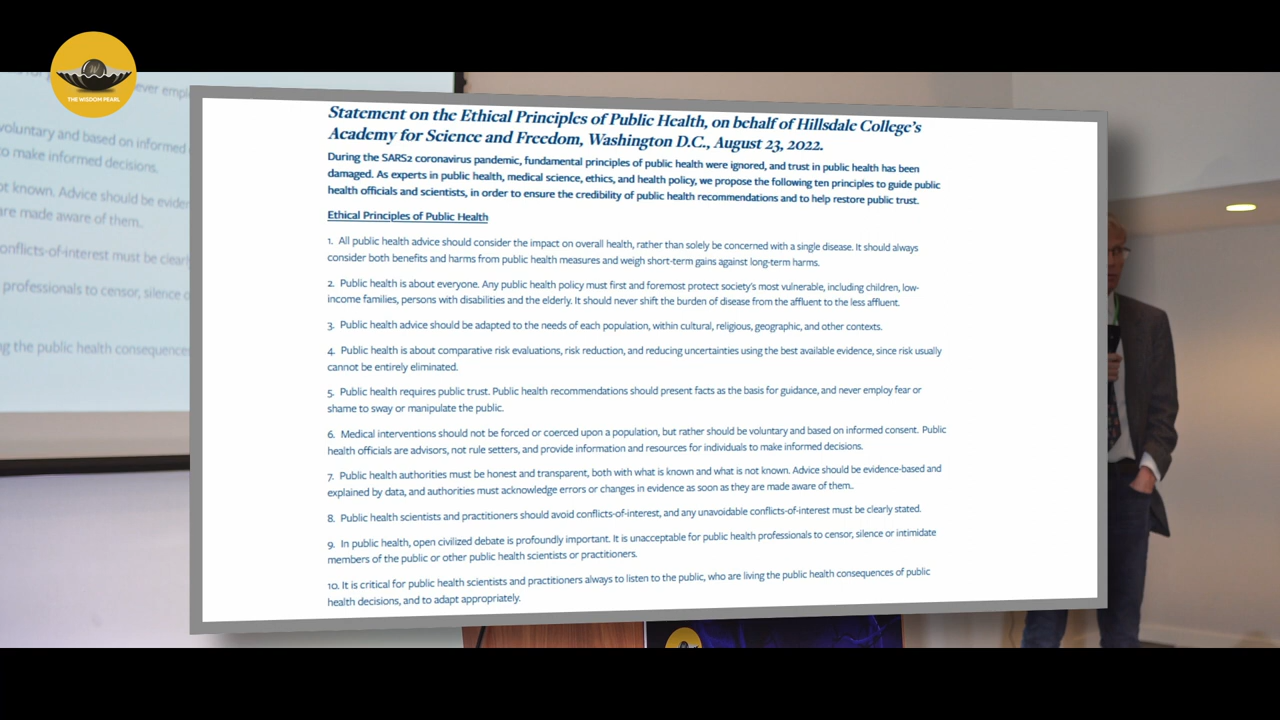 THE WISDOM PEARL
ever
voluntary and based on informed
to make informed decisions.
ot known. Advice should be eviden
are made aware of them.
onflicts-of-interest must be clearl
professionals to censor, silence o
ng the public health consequences
Statement on the Ethical Principles of Public Health, on behalf of Hillsdale College's
Academy for Science and Freedom, Washington D.C., August 23, 2022.
During the SARS2 coronavirus pandemic, fundamental principles of public health were ignored, and trust in public health has been
damaged. As experts in public health, medical science, ethics, and health policy, we propose the following ten principles to guide public
health officials and scientists, in order to ensure the credibility of public health recommendations and to help restore public trust.
Ethical Principles of Public Health
1. All public health advice should consider the impact on overall health, rather than solely be concerned with a single disease. It should always
consider both benefits and harms from public health measures and weigh short-term gains against long-term harms.
2. Public health is about everyone. Any public health policy must first and foremost protect society's most vulnerable, including children, low-
income families, persons with disabilities and the elderly. It should never shift the burden of disease from the affluent to the less affluent.
3. Public health advice should be adapted to the needs of each population, within cultural, religious, geographic, and other contexts.
4. Public health is about comparative risk evaluations, risk reduction, and reducing uncertainties using the best available evidence, since risk usually
cannot be entirely eliminated.
5. Public health requires public trust. Public health recommendations should present facts as the basis for guidance, and never employ fear or
shame to sway or manipulate the public.
6. Medical interventions should not be forced or coerced upon a population, but rather should be voluntary and based on informed consent. Public
health officials are advisors, not rule setters, and provide information and resources for individuals to make informed decisions.
7. Public health authorities must be honest and transparent, both with what is known and what is not known. Advice should be evidence-based and
explained by data, and authorities must acknowledge errors or changes in evidence as soon as they are made aware of them..
8. Public health scientists and practitioners should avoid conflicts-of-interest, and any unavoidable conflicts-of-interest must be clearly stated.
9. In public health, open civilized debate is profoundly important. It is unacceptable for public health professionals to censor, silence or intimidate
members of the public or other public health scientists or practitioners.
10. It is critical for public health scientists and practitioners always to listen to the public, who are living the public health consequences of public
health decisions, and to adapt appropriately.